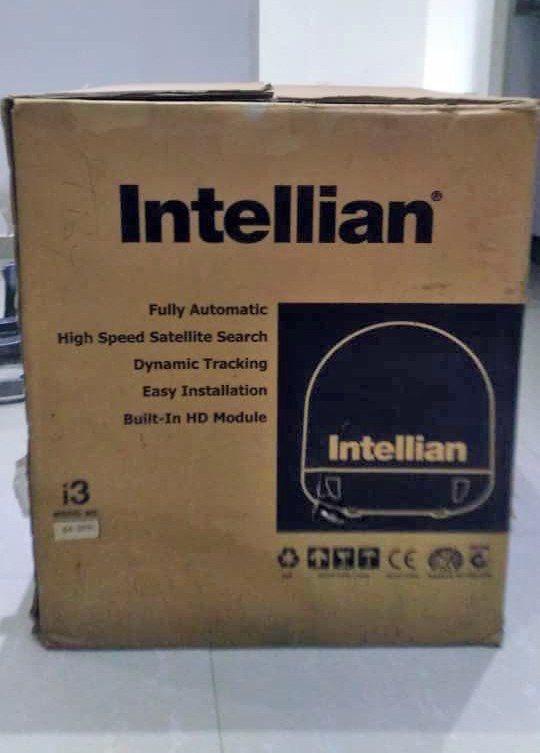 Intellian®
Fully Automatic
High Speed Satellite Search
Dynamic Tracking
Easy Installation
Built-In HD Module
Intellian
i3
CE